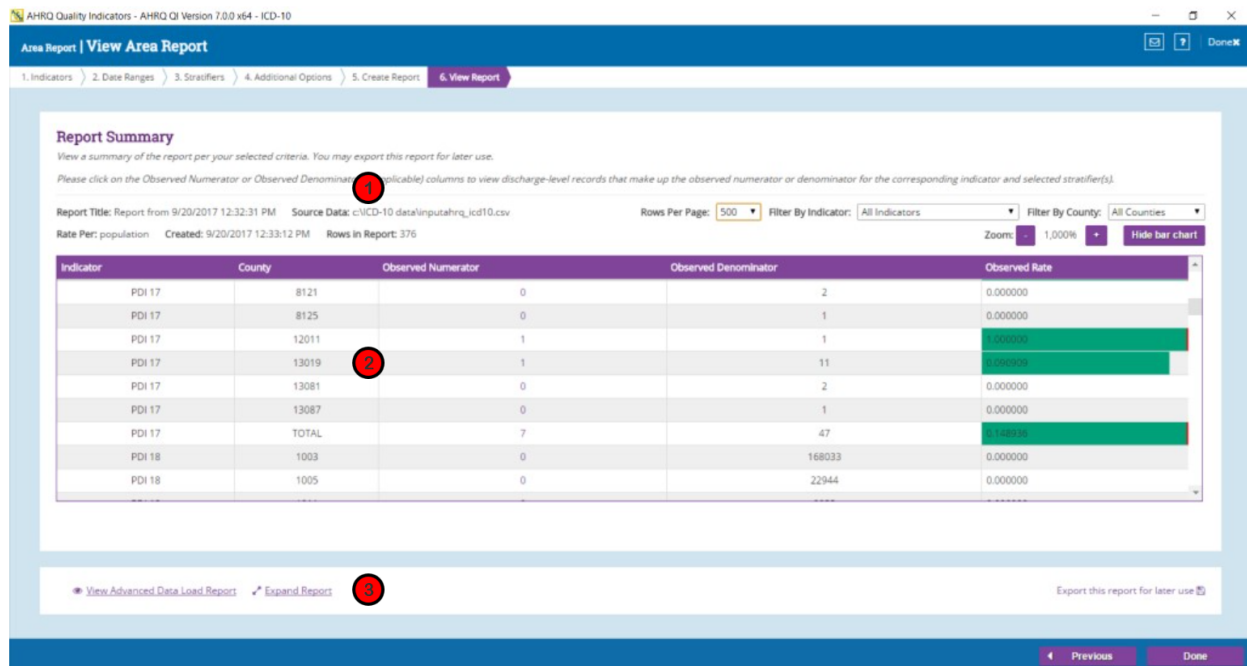 AHRQ Quality Indicators - AHRQ QI Version 7.0.0 x64 - ICD-10
Area Report | View Area Report
Done
1. Indicators 2. Date Ranges 3. Stratifiers 4. Additional Options 5. Create Report 6. View Report
Report Summary
View a summary of the report per your selected criteria. You may export this report for later use.
Please click on the Observed Numerator or Observed Denominator applicable) columns to view discharge-level records that make up the observed numerator or denominator for the corresponding indicator and selected stratifier(s).
1
Report Title: Report from 9/20/2017 12:32:31 PM Source Data: c:\ICD-10 data\inputahrq_icd10.csv Rows Per Page: 500 Filter By Indicator: All Indicators Filter By County: All Counties
Rate Per: population Created: 9/20/2017 12:33:12 PM Rows in Report: 376 Zoom: - 1,000% + Hide bar chart
Indicator County Observed Numerator Observed Denominator Observed Rate
PDI 17 8121 0 2 0.000000
PDI 17 8125 0 1 0.000000
PDI 17 12011 1 1 1.000000
PDI 17 13019 1 11 0.090909
2
PDI 17 13081 0 2 0.000000
PDI 17 13087 0 1 0.000000
PDI 17 TOTAL 7 47 0.148936
PDI 18 1003 0 168033 0.000000
PDI 18 1005 0 22944 0.000000
View Advanced Data Load Report Expand Report 3 Export this report for later use
Previous Done